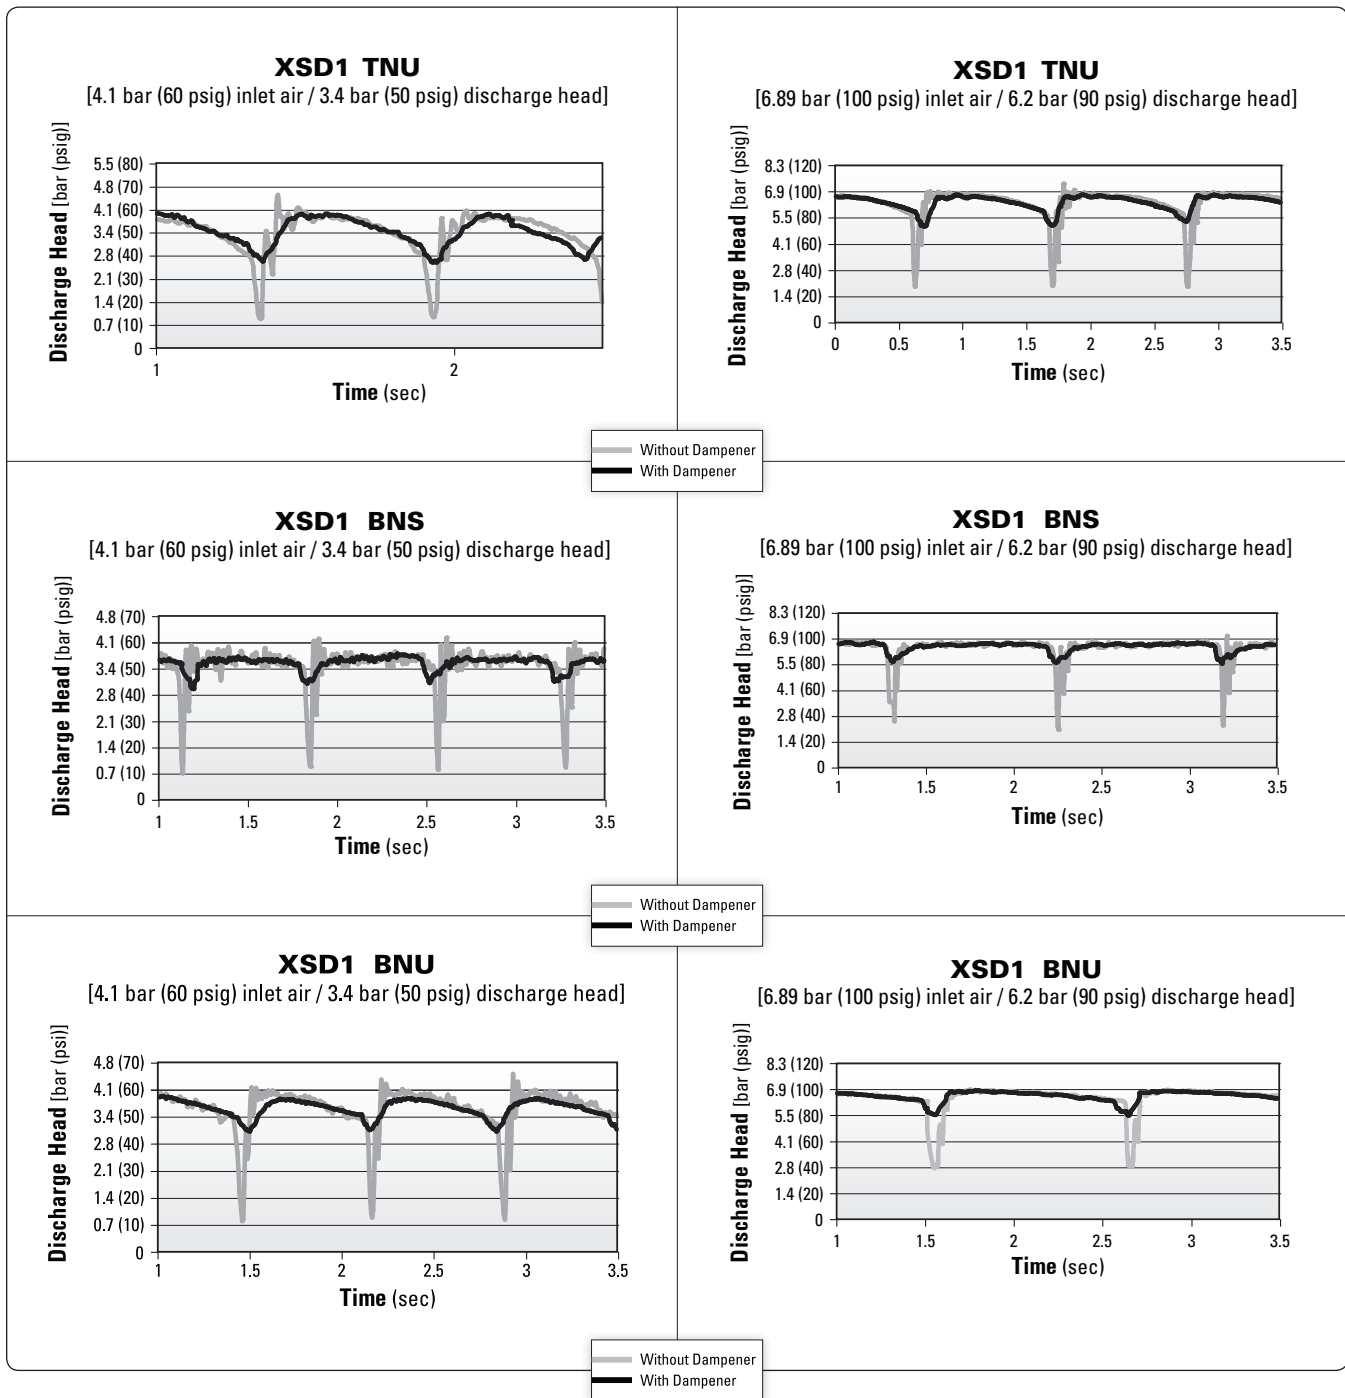 XSD1 TNU
[4.1 bar (60 psig) inlet air / 3.4 bar (50 psig) discharge head]
Discharge Head [bar (psig)]
5.5 (80)
4.8 (70)
4.1 (60)
3.4 (50)
2.8 (40)
2.1 (30)
1.4 (20)
0.7 (10)
0
1 2
Time (sec)
XSD1 TNU
[6.89 bar (100 psig) inlet air / 6.2 bar (90 psig) discharge head]
Discharge Head [bar (psig)]
8.3 (120)
6.9 (100)
5.5 (80)
4.1 (60)
2.8 (40)
1.4 (20)
0
0 0.5 1 1.5 2 2.5 3 3.5
Time (sec)
Without Dampener
With Dampener
XSD1 BNS
[4.1 bar (60 psig) inlet air / 3.4 bar (50 psig) discharge head]
Discharge Head [bar (psig)]
4.8 (70)
4.1 (60)
3.4 (50)
2.8 (40)
2.1 (30)
1.4 (20)
0.7 (10)
0
1 1.5 2 2.5 3 3.5
Time (sec)
XSD1 BNS
[6.89 bar (100 psig) inlet air / 6.2 bar (90 psig) discharge head]
Discharge Head [bar (psig)]
8.3 (120)
6.9 (100)
5.5 (80)
4.1 (60)
2.8 (40)
1.4 (20)
0
1 1.5 2 2.5 3 3.5
Time (sec)
Without Dampener
With Dampener
XSD1 BNU
[4.1 bar (60 psig) inlet air / 3.4 bar (50 psig) discharge head]
Discharge Head [bar (psi)]
4.8 (70)
4.1 (60)
3.4 (50)
2.8 (40)
2.1 (30)
1.4 (20)
0.7 (10)
0
1 1.5 2 2.5 3 3.5
Time (sec)
XSD1 BNU
[6.89 bar (100 psig) inlet air / 6.2 bar (90 psig) discharge head]
Discharge Head [bar (psig)]
8.3 (120)
6.9 (100)
5.5 (80)
4.1 (60)
2.8 (40)
1.4 (20)
0
1 1.5 2 2.5 3 3.5
Time (sec)
Without Dampener
With Dampener